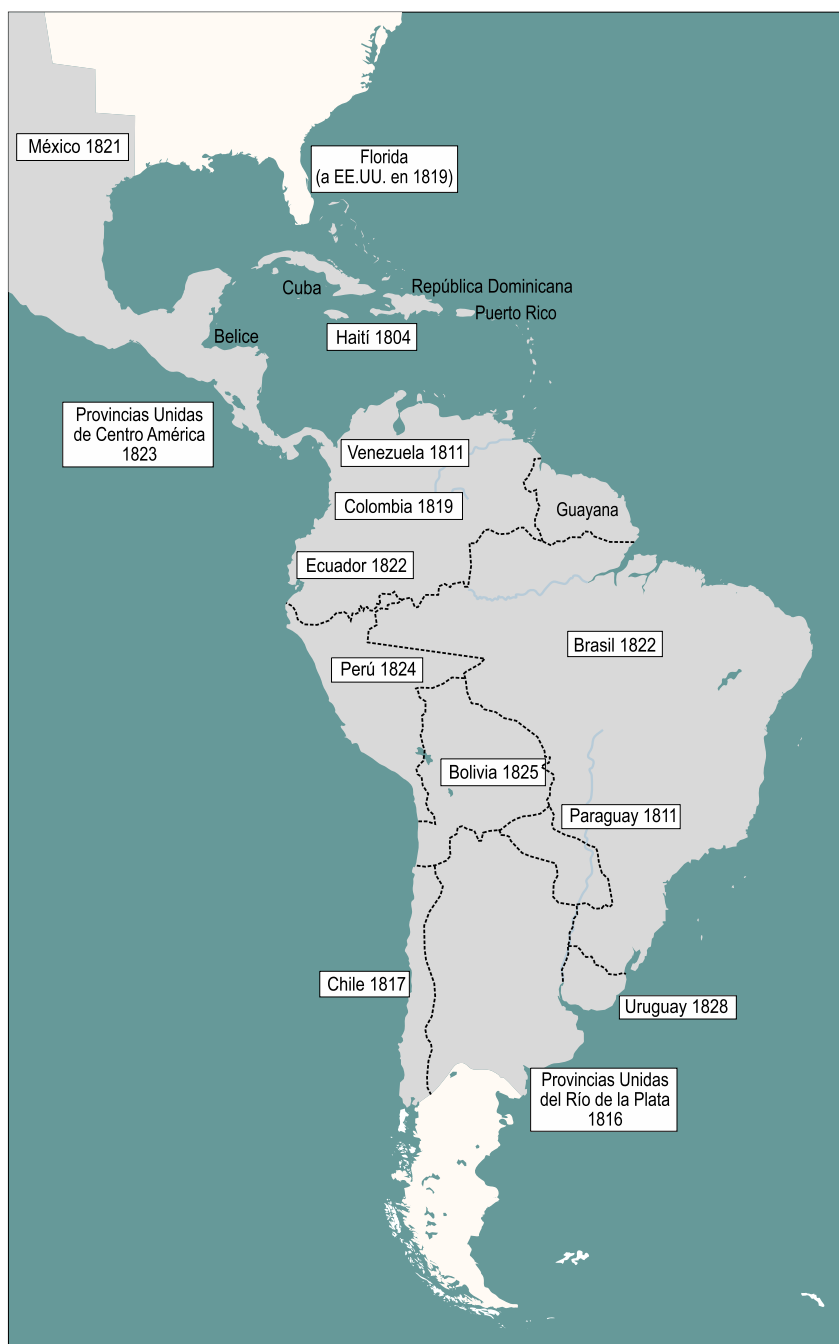 México 1821
Florida
(a EE.UU. en 1819)
Cuba
República Dominicana
Puerto Rico
Belice
Haití 1804
Provincias Unidas
de Centro América
1823
Venezuela 1811
Colombia 1819
Guayana
Ecuador 1822
Brasil 1822
Perú 1824
Bolivia 1825
Paraguay 1811
Chile 1817
Uruguay 1828
Provincias Unidas
del Río de la Plata
1816